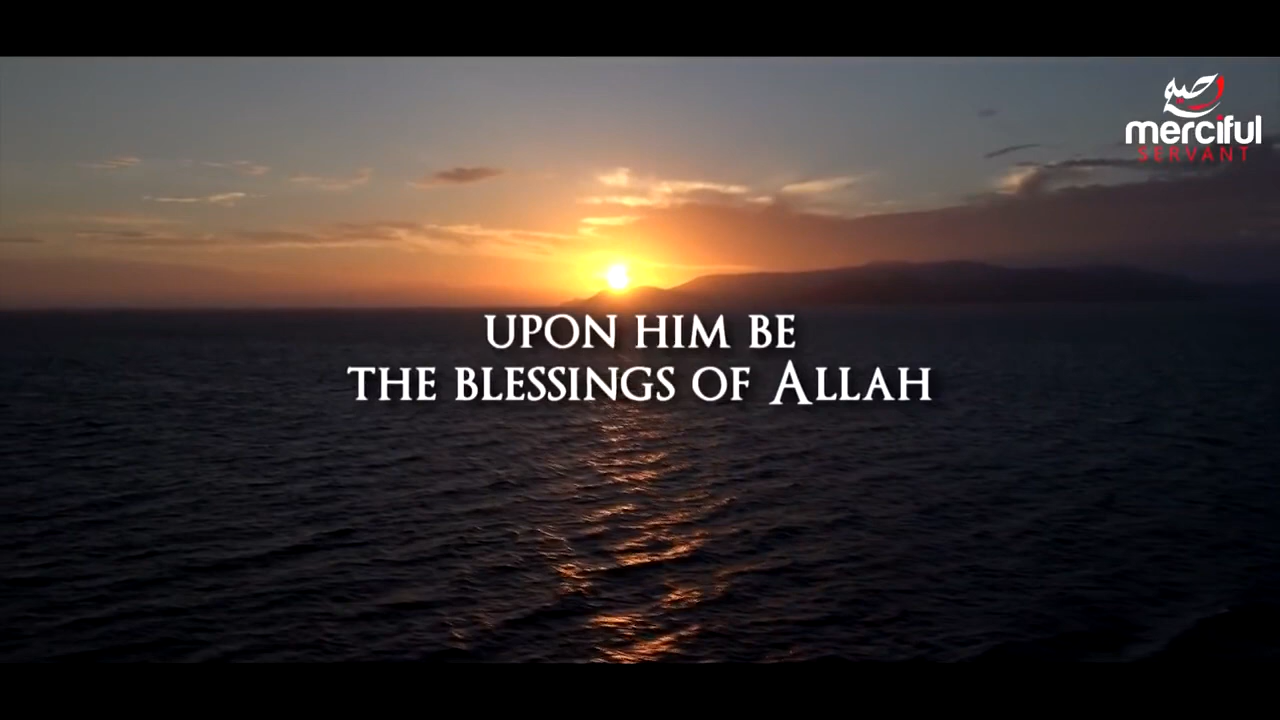 merciful
SERVANT
UPON HIM BE
THE BLESSINGS OF ALLAH